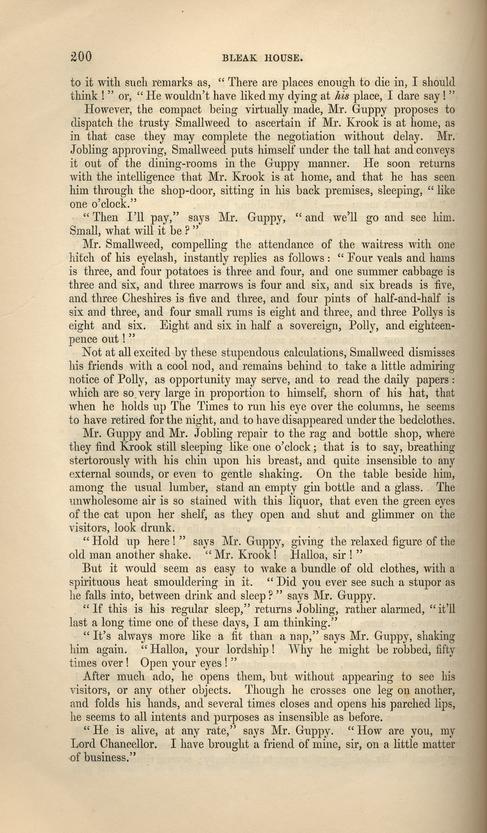 200 BLEAK HOUSE.
to it with such remarks as, “ There are places enough to die in, I should
think ! ” or, “ He wouldn’t have liked my dying at his place, I dare say ! ”
However, the compact being virtually made, Mr. Guppy proposes to
dispatch the trusty Smallweed to ascertain if Mr. Krook is at home, as
in that case they may complete the negotiation without delay. Mr.
Jobling approving, Smallweed puts himself under the tall hat and conveys
it out of the dining-rooms in the Guppy manner. He soon returns
with the intelligence that Mr. Krook is at home, and that he has seen
him through the shop-door, sitting in his back premises, sleeping, “ like
one o’clock.”
“ Then I’ll pay,” says Mr. Guppy, “ and we’ll go and see him.
Small, what will it be ? ”
Mr. Smallweed, compelling the attendance of the waitress with one
hitch of his eyelash, instantly replies as follows : “ Four veals and hams
is three, and four potatoes is three and four, and one summer cabbage is
three and six, and three marrows is four and six, and six breads is five,
and three Cheshires is five and three, and four pints of half-and-half is
six and three, and four small rums is eight and three, and three Pollys is
eight and six. Eight and six in half a sovereign, Polly, and eighteen-
pence out ! ”
Not at all excited by these stupendous calculations, Smallweed dismisses
his friends with a cool nod, and remains behind to take a little admiring
notice of Polly, as opportunity may serve, and to read the daily papers :
which are so very large in proportion to himself, shorn of his hat, that
when he holds up The Times to run his eye over the columns, he seems
to have retired for the night, and to have disappeared under the bedclothes.
Mr. Guppy and Mr. Jobling repair to the rag and bottle shop, where
they find Krook still sleeping like one o’clock ; that is to say, breathing
stertorously with his chin upon his breast, and quite insensible to any
external sounds, or even to gentle shaking. On the table beside him,
among the usual lumber, stand an empty gin bottle and a glass. The
unwholesome air is so stained with this liquor, that even the green eyes
of the cat upon her shelf, as they open and shut and glimmer on the
visitors, look drunk.
“ Hold up here ! ” says Mr. Guppy, giving the relaxed figure of the
old man another shake. “ Mr. Krook ! Halloa, sir ! ”
But it would seem as easy to wake a bundle of old clothes, with a
spirituous heat smouldering in it. “ Did you ever see such a stupor as
he falls into, between drink and sleep ? ” says Mr. Guppy.
“ If this is his regular sleep,” returns Jobling, rather alarmed, “ it’ll
last a long time one of these days, I am thinking.”
“ It’s always more like a fit than a nap,” says Mr. Guppy, shaking
him again. “ Halloa, your lordship ! Why he might be robbed, fifty
times over ! Open your eyes ! ”
After much ado, he opens them, but without appearing to see his
visitors, or any other objects. Though he crosses one leg on another,
and folds his hands, and several times closes and opens his parched lips,
he seems to all intents and purposes as insensible as before.
“ He is alive, at any rate,” says Mr. Guppy. “ How are you, my
Lord Chancellor. I have brought a friend of mine, sir, on a little matter
of business.”